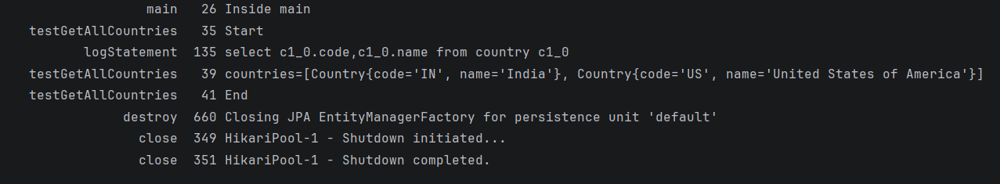 main 26 Inside main
testGetAllCountries 35 Start
logStatement 135 select c1_0.code,c1_0.name from country c1_0
testGetAllCountries 39 countries=[Country{code='IN', name='India'}, Country{code='US', name='United States of America'}]
testGetAllCountries 41 End
destroy 660 Closing JPA EntityManagerFactory for persistence unit 'default'
close 349 HikariPool-1 - Shutdown initiated...
close 351 HikariPool-1 - Shutdown completed.